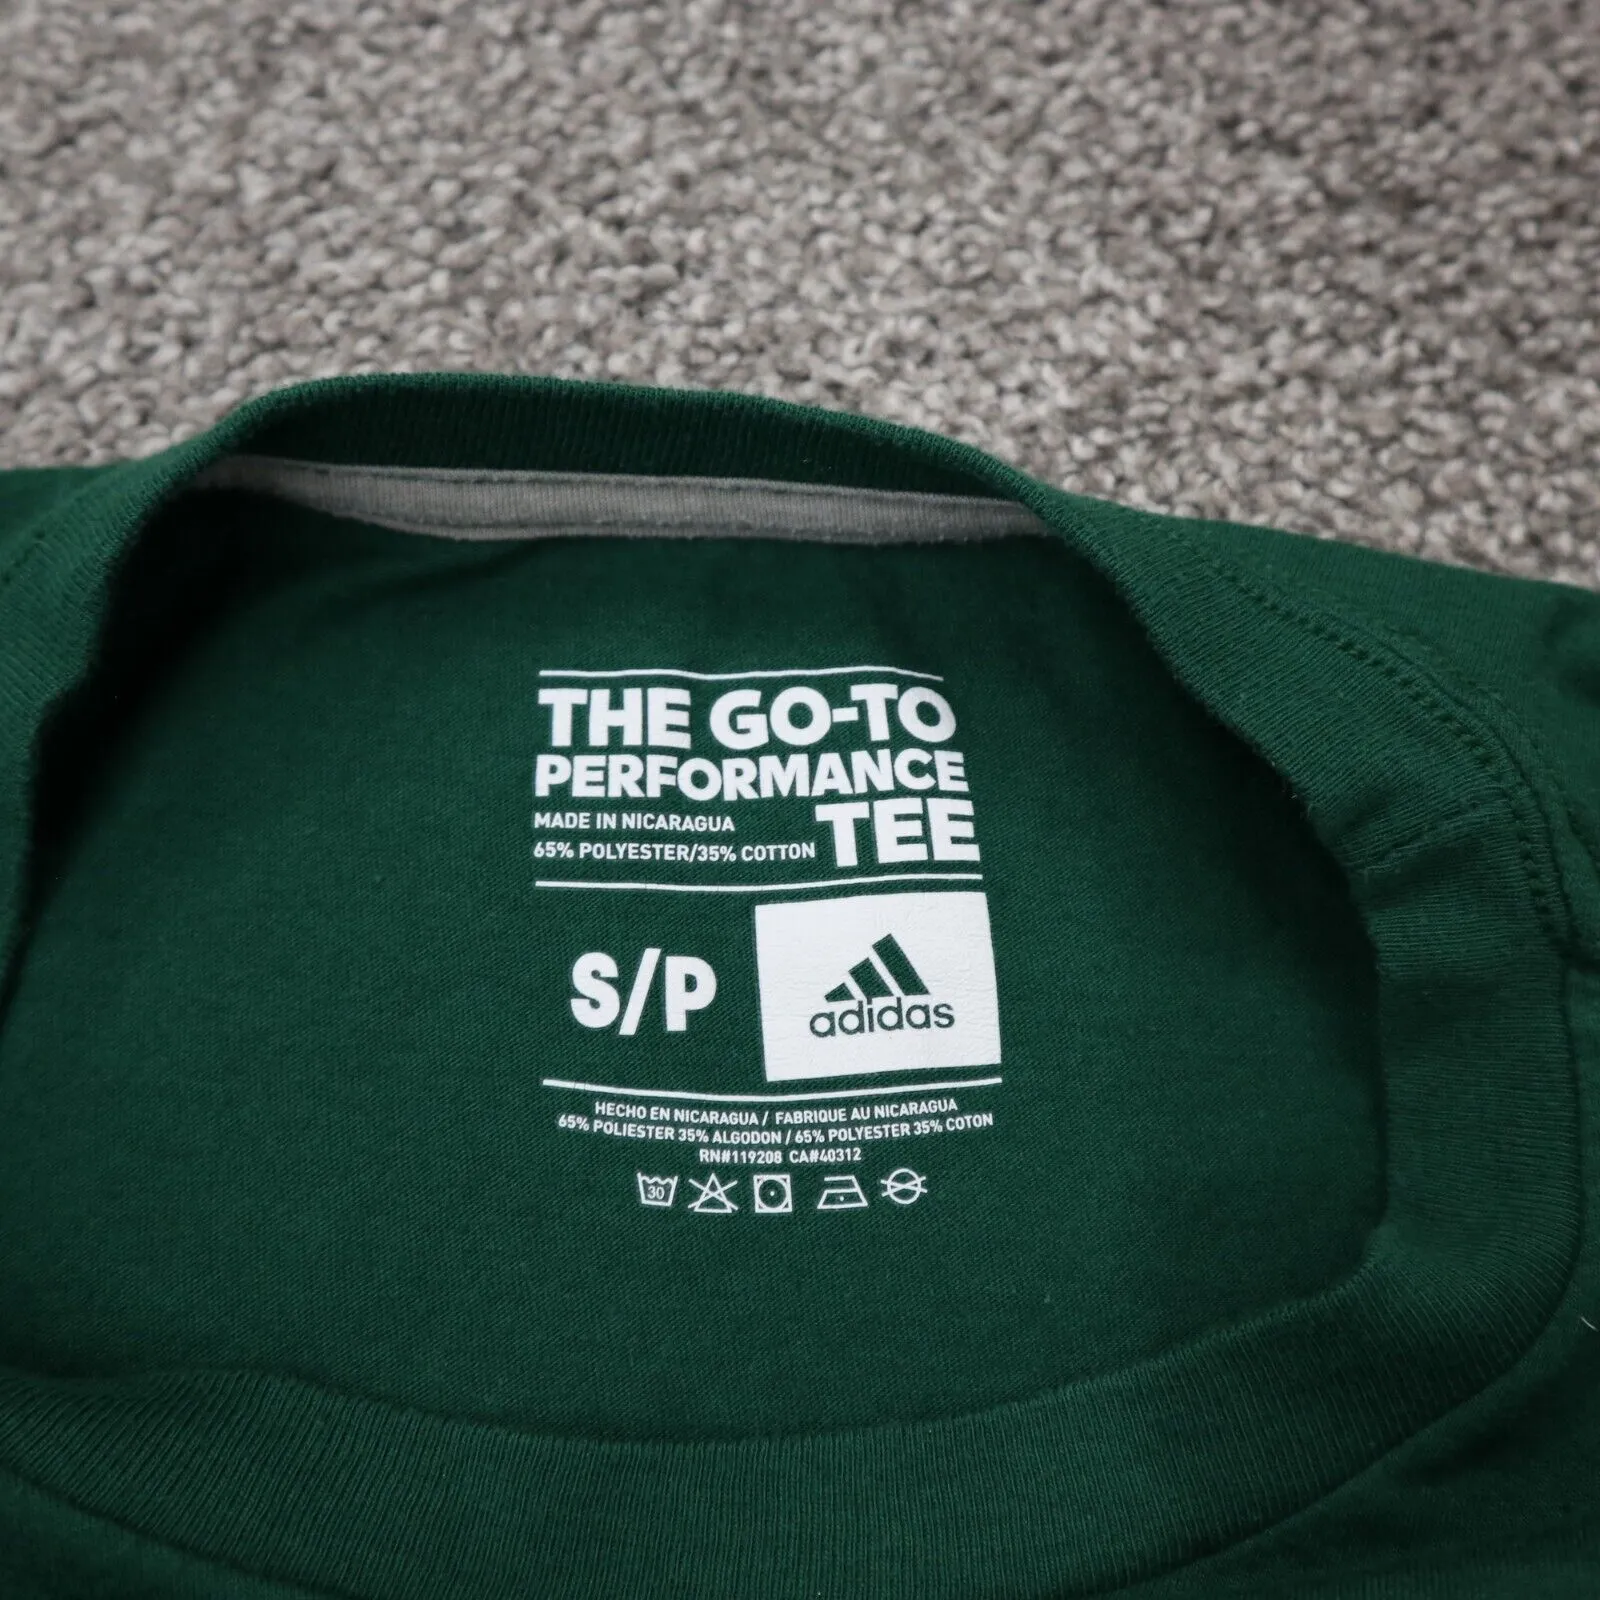 THE GO-TO
PERFORMANCE
TEE
MADE IN NICARAGUA
65% POLYESTER/35% COTTON
S/P
adidas
HECHO EN NICARAGUA / FABRIQUE AU NICARAGUA
65% POLIESTER 35% ALGODON / 65% POLYESTER 35% COTON
RN#119208 CA#40312
30